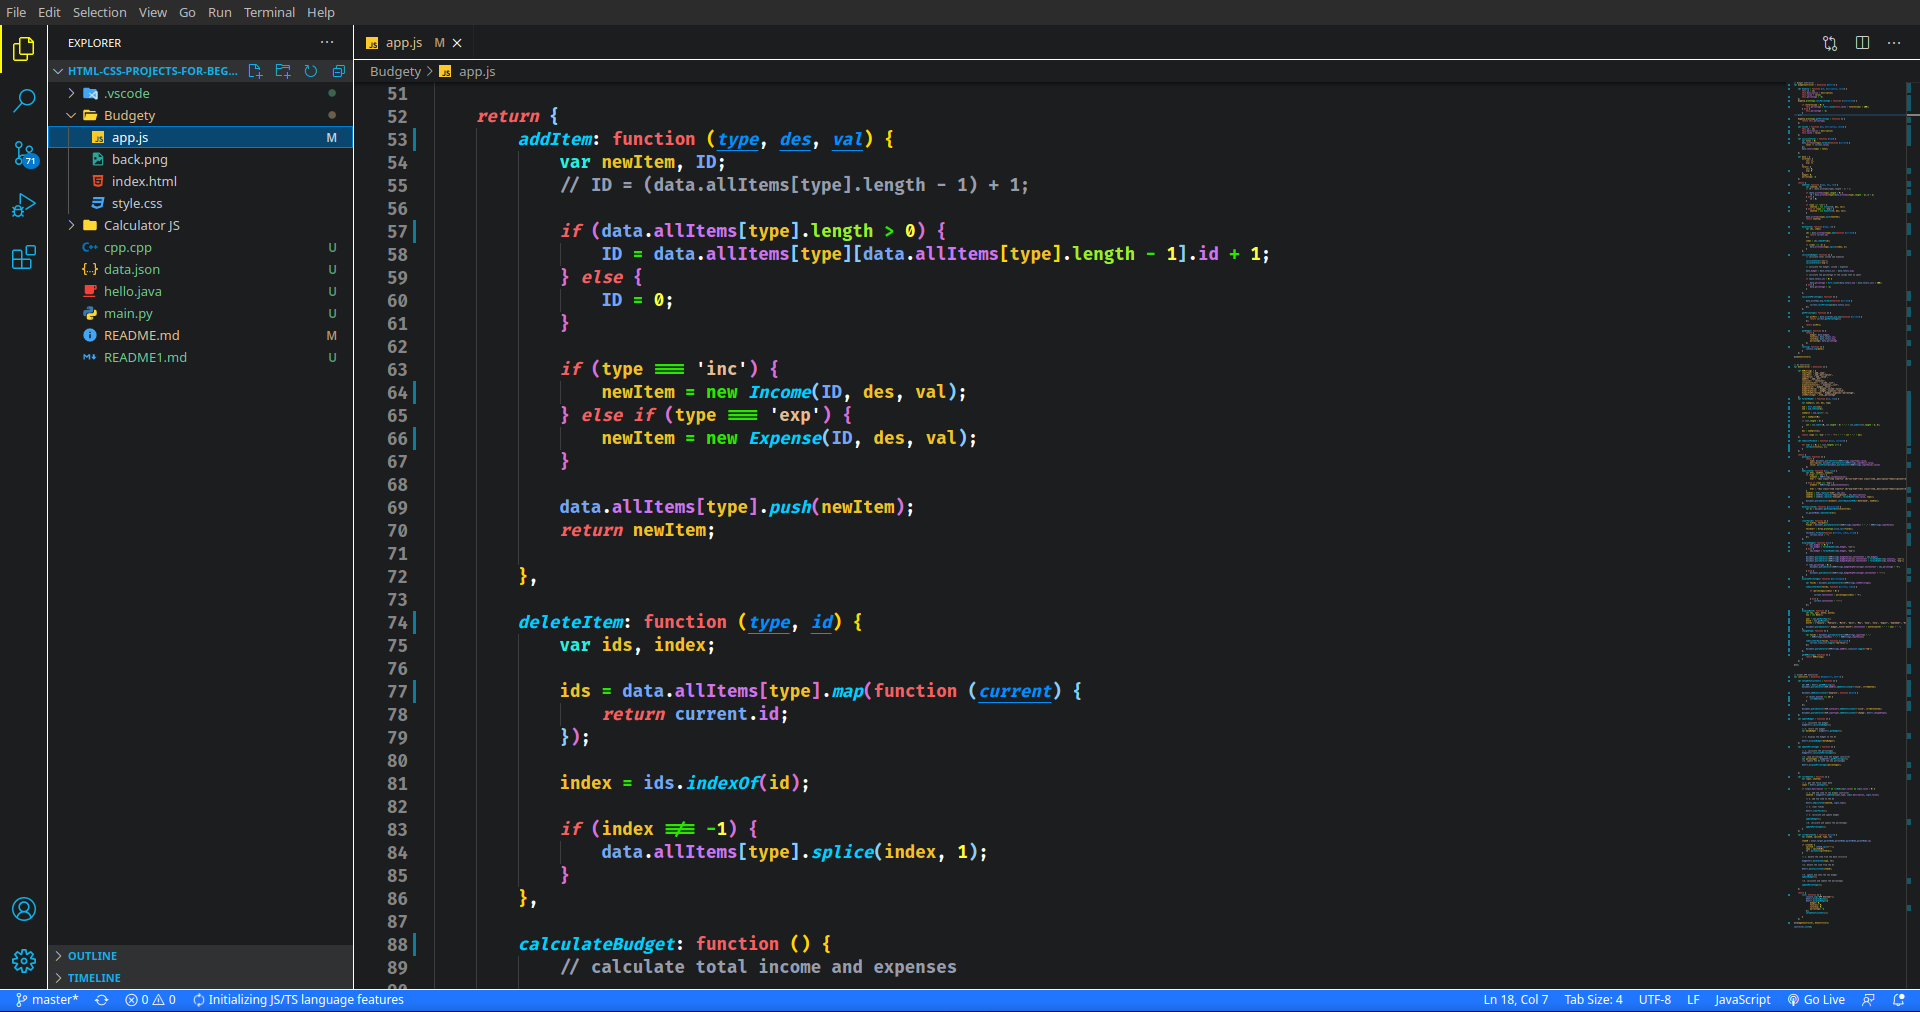 File Edit Selection View Go Run Terminal Help
EXPLORER
HTML-CSS-PROJECTS-FOR-BEG...
.vscode
Budgety
app.js M
back.png
index.html
style.css
Calculator JS
cpp.cpp U
data.json U
hello.java U
main.py U
README.md M
README1.md U
OUTLINE
TIMELINE
71
app.js M
Budgety > app.js
51
52 return {
53 addItem: function (type, des, val) {
54 var newItem, ID;
55 // ID = (data.allItems[type].length - 1) + 1;
56
57 if (data.allItems[type].length > 0) {
58 ID = data.allItems[type][data.allItems[type].length - 1].id + 1;
59 } else {
60 ID = 0;
61 }
62
63 if (type === 'inc') {
64 newItem = new Income(ID, des, val);
65 } else if (type === 'exp') {
66 newItem = new Expense(ID, des, val);
67 }
68
69 data.allItems[type].push(newItem);
70 return newItem;
71
72 },
73
74 deleteItem: function (type, id) {
75 var ids, index;
76
77 ids = data.allItems[type].map(function (current) {
78 return current.id;
79 });
80
81 index = ids.indexOf(id);
82
83 if (index !== -1) {
84 data.allItems[type].splice(index, 1);
85 }
86 },
87
88 calculateBudget: function () {
89 // calculate total income and expenses
master* 0 0 Initializing JS/TS language features Ln 18, Col 7 Tab Size: 4 UTF-8 LF JavaScript Go Live